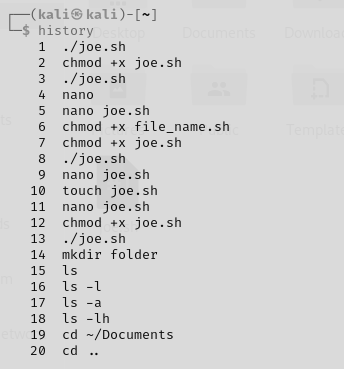 ┌──(kali㉿kali)-[~]
└─$ history
1 ./joe.sh
2 chmod +x joe.sh
3 ./joe.sh
4 nano
5 nano joe.sh
6 chmod +x file_name.sh
7 chmod +x joe.sh
8 ./joe.sh
9 nano joe.sh
10 touch joe.sh
11 nano joe.sh
12 chmod +x joe.sh
13 ./joe.sh
14 mkdir folder
15 ls
16 ls -l
17 ls -a
18 ls -lh
19 cd ~/Documents
20 cd ..
Desktop
Documents